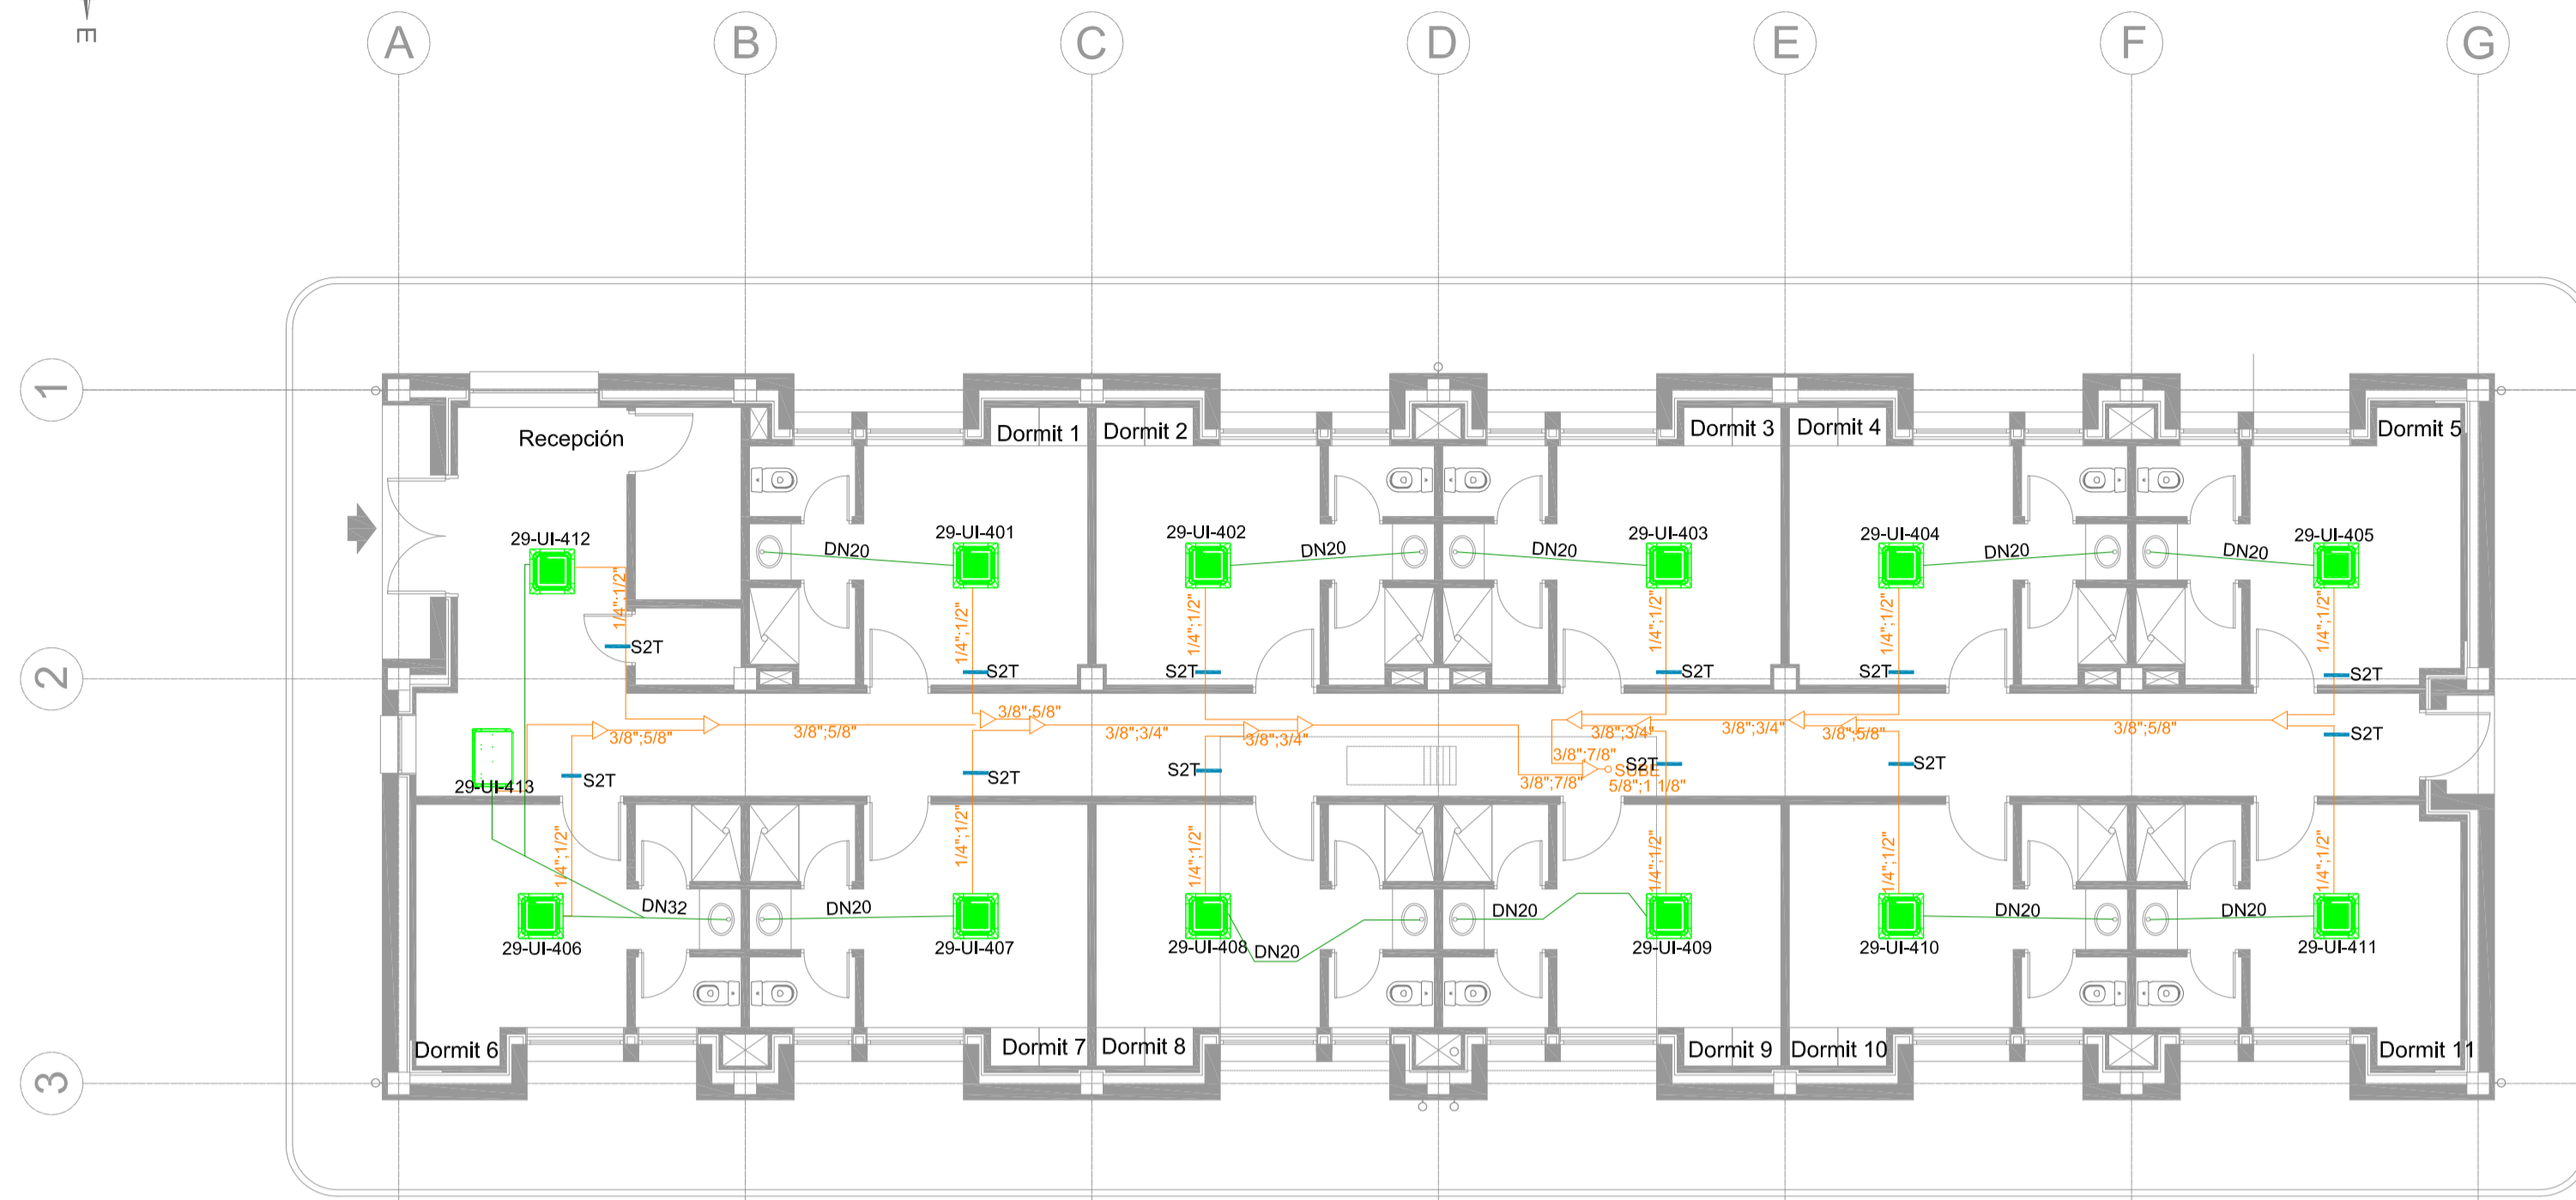 E
A
B
C
D
E
F
G
1
Recepción
Dormit 1
Dormit 2
Dormit 3
Dormit 4
Dormit 5
29-UI-412
29-UI-401
29-UI-402
29-UI-403
29-UI-404
29-UI-405
DN20
DN20
DN20
DN20
DN20
1/4";1/2"
1/4";1/2"
1/4";1/2"
1/4";1/2"
1/4";1/2"
1/4";1/2"
2
S2T
S2T
S2T
S2T
S2T
S2T
3/8";5/8"
3/8";5/8"
3/8";5/8"
3/8";3/4"
3/8";3/4"
3/8";3/4"
3/8";3/4"
3/8";5/8"
3/8";5/8"
3/8";7/8"
3/8";7/8"
SUBE
5/8";1 1/8"
S2T
S2T
S2T
S2T
S2T
S2T
29-UI-413
1/4";1/2"
1/4";1/2"
1/4";1/2"
1/4";1/2"
1/4";1/2"
1/4";1/2"
DN32
DN20
DN20
DN20
DN20
DN20
29-UI-406
29-UI-407
29-UI-408
29-UI-409
29-UI-410
29-UI-411
Dormit 6
Dormit 7
Dormit 8
Dormit 9
Dormit 10
Dormit 11
3